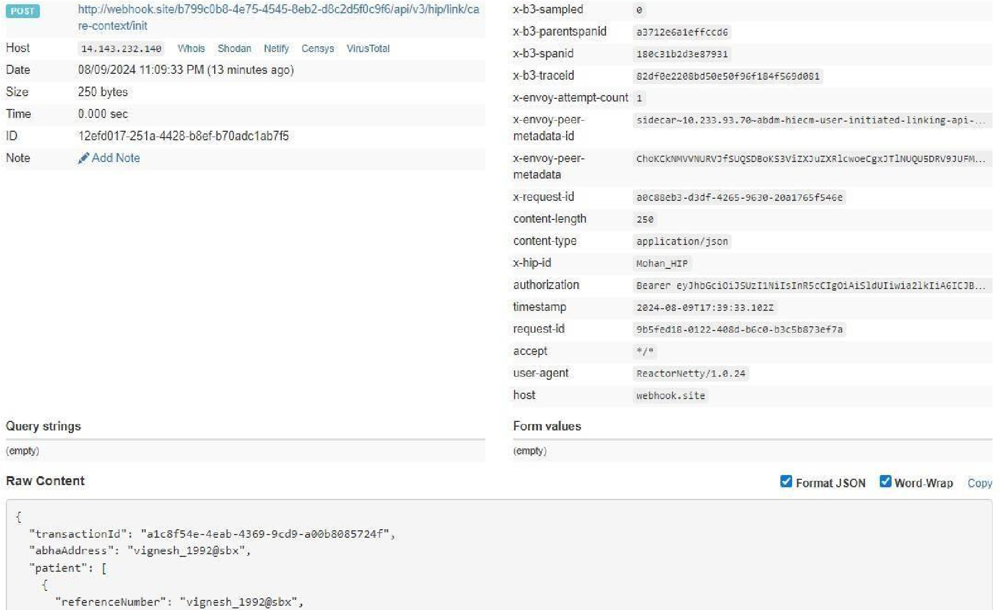 POST http://webhook.site/b799c0b8-4e75-4545-8eb2-d8c2d5f0c9f6/api/v3/hip/link/ca
re-context/init
Host 14.143.232.140 Whois Shodan Netify Censys VirusTotal
Date 08/09/2024 11:09:33 PM (13 minutes ago)
Size 250 bytes
Time 0.000 sec
ID 12efd017-251a-4428-b8ef-b70adc1ab7f5
Note Add Note
x-b3-sampled 0
x-b3-parentspanid a3712e6a1effccd6
x-b3-spanid 180c31b2d3e87931
x-b3-traceid 82df0e2208bd50e50f96f184f569d081
x-envoy-attempt-count 1
x-envoy-peer- sidecar~10.233.93.70~abdm-hiecm-user-initiated-linking-api-...
metadata-id
x-envoy-peer- ChoKCkNMVVNURVJfSUQSDBoKS3ViZXJuZXRlcwoeCgxJTlNUQU5DRV9JUFM...
metadata
x-request-id a0c88eb3-d3df-4265-9630-20a1765f546e
content-length 250
content-type application/json
x-hip-id Mohan_HIP
authorization Bearer eyJhbGciOiJSUzI1NiIsInR5cCIgOiAiSldUIiwia2lkIiA6ICJB...
timestamp 2024-08-09T17:39:33.102Z
request-id 9b5fed18-0122-408d-b6c0-b3c5b873ef7a
accept */*
user-agent ReactorNetty/1.0.24
host webhook.site
Query strings
(empty)
Form values
(empty)
Raw Content
Format JSON Word-Wrap Copy
{
"transactionId": "a1c8f54e-4eab-4369-9cd9-a00b8085724f",
"abhaAddress": "vignesh_1992@sbx",
"patient": [
{
"referenceNumber": "vignesh_1992@sbx",